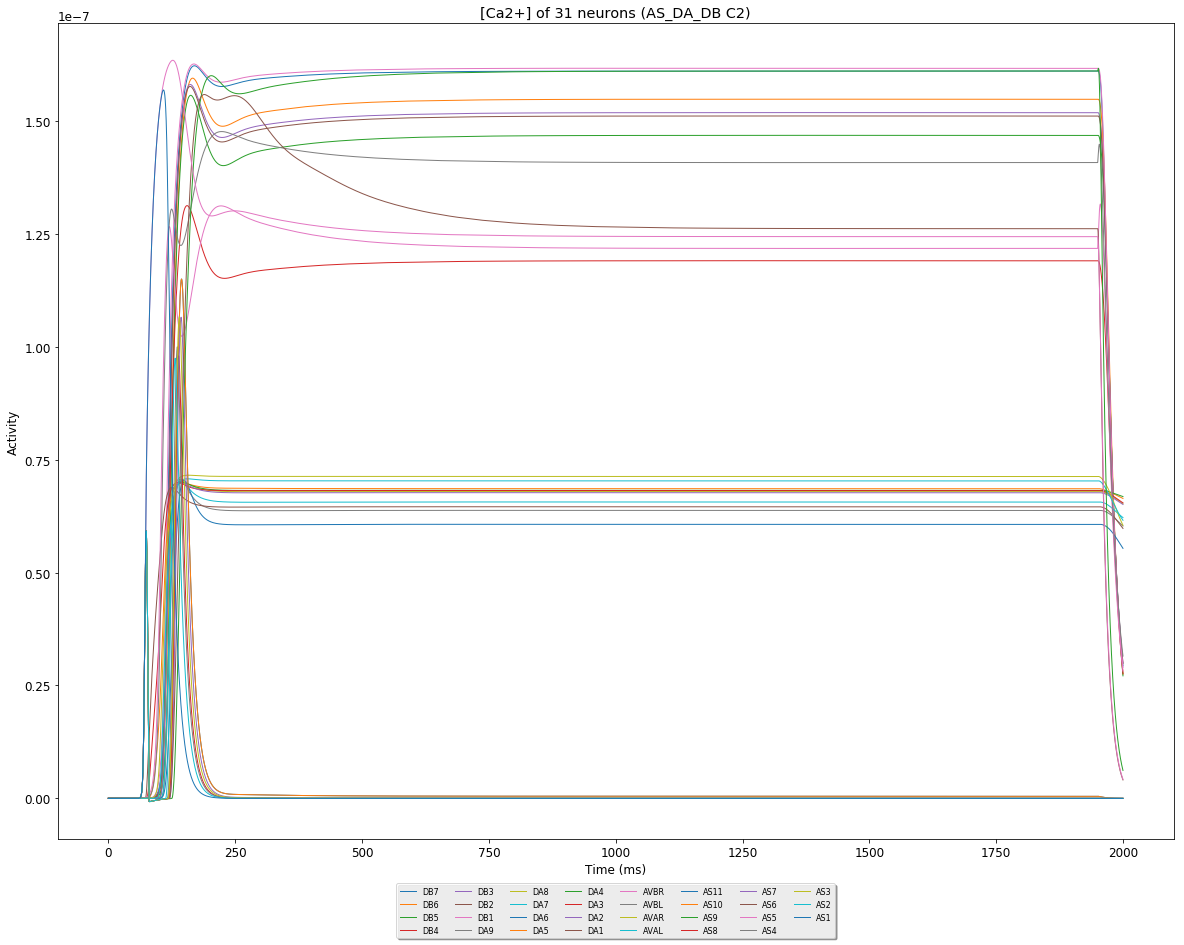 [Ca2+] of 31 neurons (AS_DA_DB C2)
1e−7
1.50
1.25
1.00
0.75
0.50
0.25
0.00
Activity
0 250 500 750 1000 1250 1500 1750 2000
Time (ms)
DB7 DB3 DA8 DA4 AVBR AS11 AS7 AS3
DB6 DB2 DA7 DA3 AVBL AS10 AS6 AS2
DB5 DB1 DA6 DA2 AVAR AS9 AS5 AS1
DB4 DA9 DA5 DA1 AVAL AS8 AS4